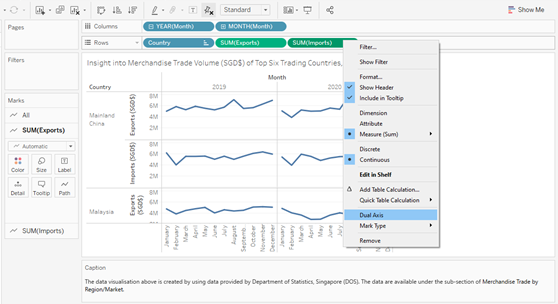 Standard
Show Me
Pages
Columns
YEAR(Month)
MONTH(Month)
Rows
Country
SUM(Exports)
SUM(Imports)
Filters
Marks
All
SUM(Exports)
Automatic
Color
Size
Label
Detail
Tooltip
Path
SUM(Imports)
Insight into Merchandise Trade Volume (SGD$) of Top Six Trading Countries,
Month
Country
2019
2020
Mainland
China
Exports (SGD$)
8M
6M
4M
2M
Imports (SGD$)
8M
6M
4M
2M
Malaysia
Exports
(SGD$)
8M
6M
4M
2M
January
February
March
April
May
June
July
August
Septemb..
October
November
December
January
February
March
April
May
June
July
Filter...
Show Filter
Format...
Show Header
Include in Tooltip
Dimension
Attribute
Measure (Sum)
Discrete
Continuous
Edit in Shelf
Add Table Calculation...
Quick Table Calculation
Dual Axis
Mark Type
Remove
Caption
The data visualisation above is created by using data provided by Department of Statistics, Singapore (DOS). The data are available under the sub-section of Merchandise Trade by
Region/Market.